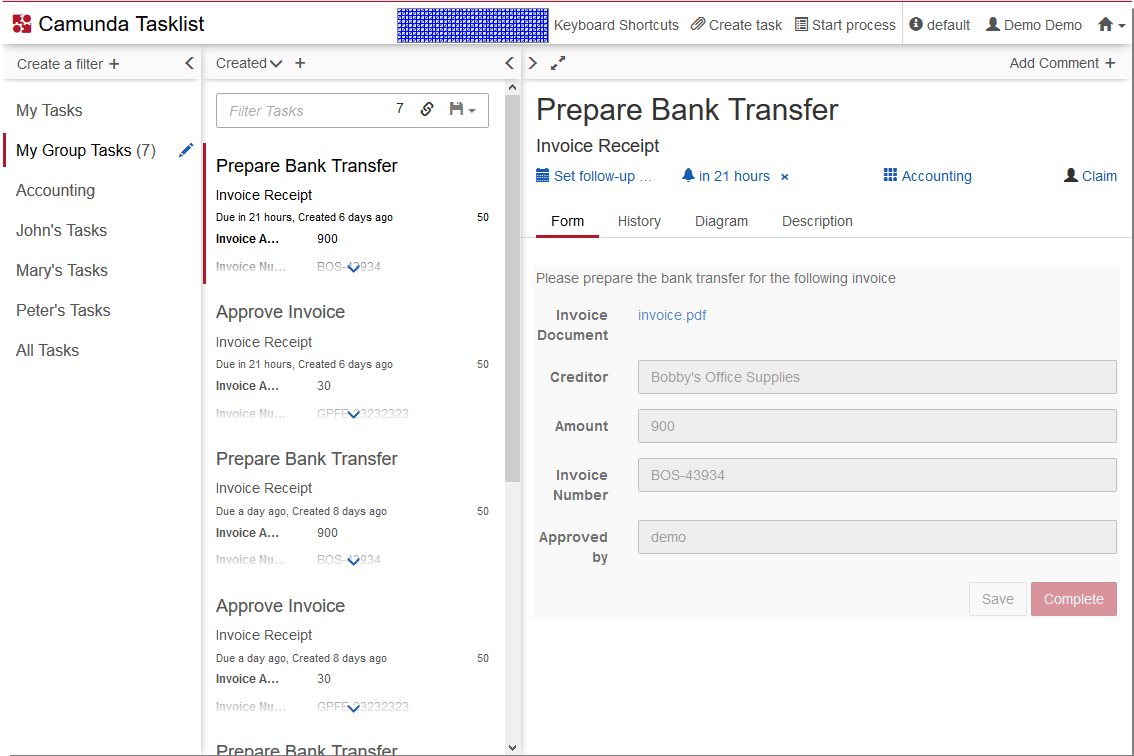 Camunda Tasklist
Keyboard Shortcuts
Create task
Start process
default
Demo Demo
Create a filter +
My Tasks
My Group Tasks (7)
Accounting
John's Tasks
Mary's Tasks
Peter's Tasks
All Tasks
Created +
Filter Tasks 7
Prepare Bank Transfer
Invoice Receipt
Due in 21 hours, Created 6 days ago 50
Invoice A... 900
Invoice Nu... BOS-43934
Approve Invoice
Invoice Receipt
Due in 21 hours, Created 6 days ago 50
Invoice A... 30
Invoice Nu... GPFE-23232323
Prepare Bank Transfer
Invoice Receipt
Due a day ago, Created 8 days ago 50
Invoice A... 900
Invoice Nu... BOS-43934
Approve Invoice
Invoice Receipt
Due a day ago, Created 8 days ago 50
Invoice A... 30
Invoice Nu... GPFE-23232323
Prepare Bank Transfer
Add Comment +
Prepare Bank Transfer
Invoice Receipt
Set follow-up ...
in 21 hours ×
Accounting
Claim
Form History Diagram Description
Please prepare the bank transfer for the following invoice
Invoice invoice.pdf
Document
Creditor Bobby's Office Supplies
Amount 900
Invoice BOS-43934
Number
Approved demo
by
Save Complete